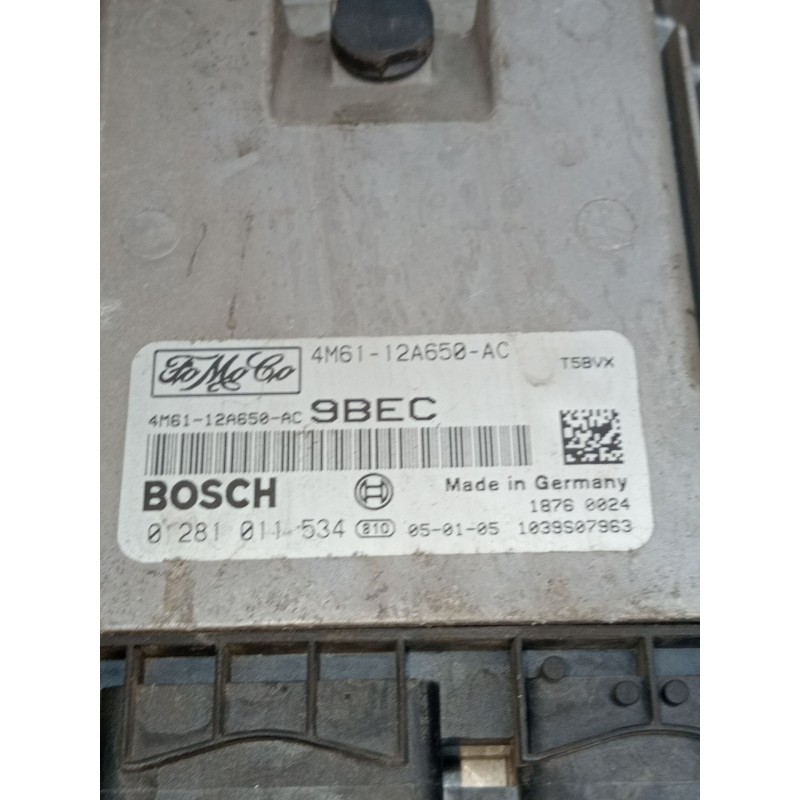 FoMoCo 4M61-12A650-AC T5BVX
4M61-12A650-AC 9BEC
BOSCH Made in Germany
1876 0024
0 281 011 534 810 05-01-05 1039S07963